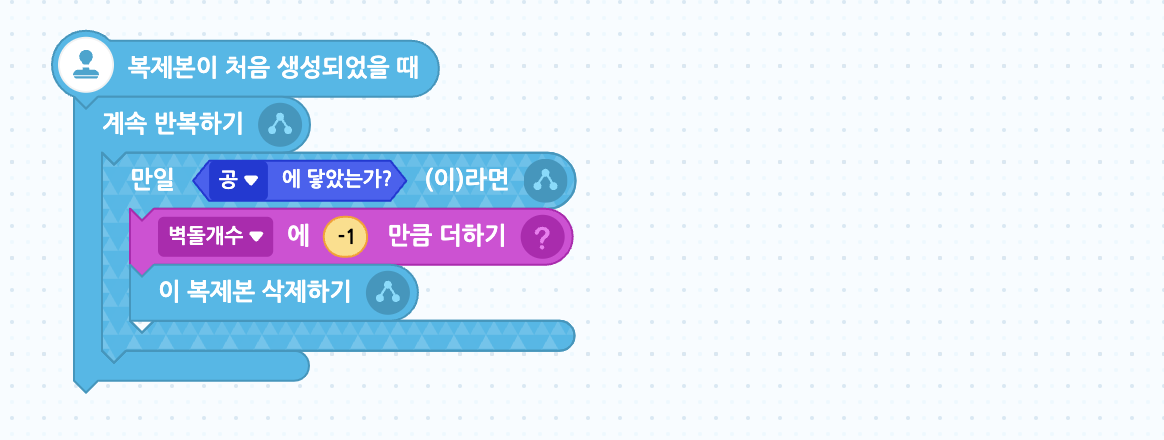 복제본이 처음 생성되었을 때
계속 반복하기
만일 공 에 닿았는가? (이)라면
벽돌개수 에 -1 만큼 더하기 ?
이 복제본 삭제하기